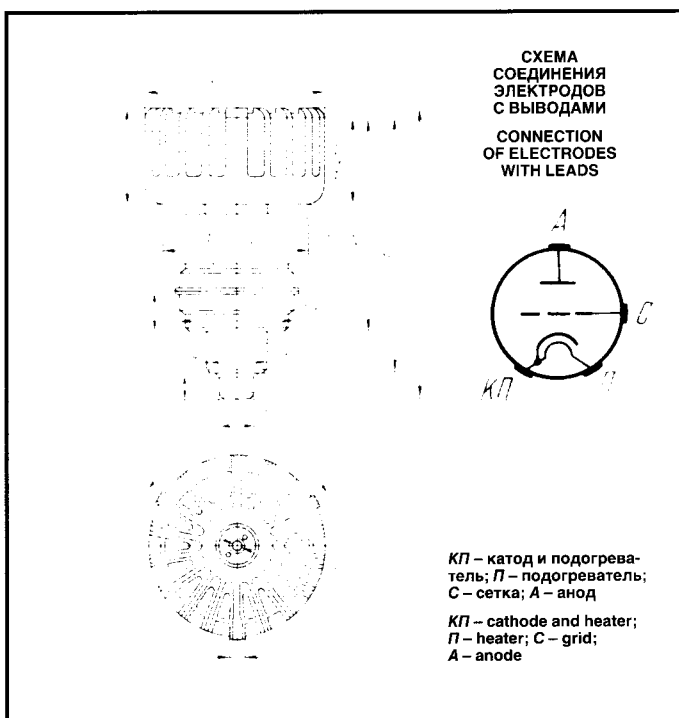 СХЕМА
СОЕДИНЕНИЯ
ЭЛЕКТРОДОВ
С ВЫВОДАМИ
CONNECTION
OF ELECTRODES
WITH LEADS
А
С
КП
П
КП – катод и подогрева-
тель; П – подогреватель;
С – сетка; А – анод
КП – cathode and heater;
П – heater; С – grid;
А – anode